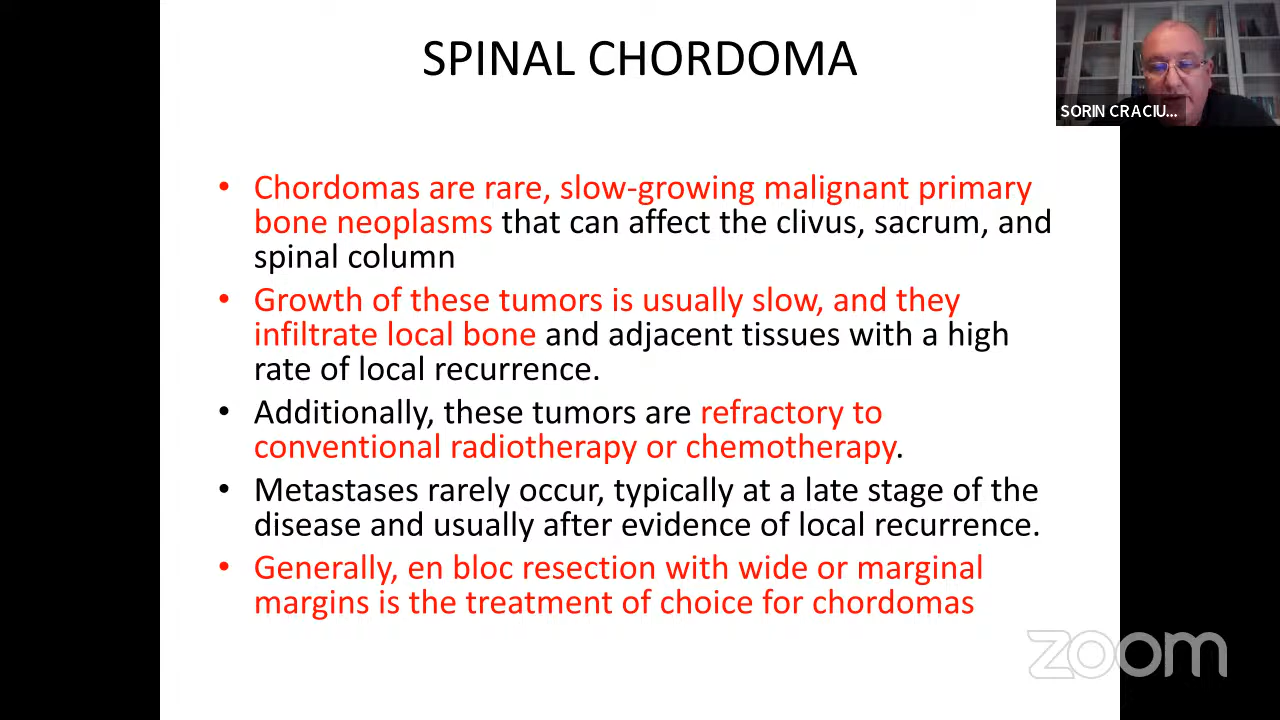 SPINAL CHORDOMA
SORIN CRACIU...
• Chordomas are rare, slow-growing malignant primary
bone neoplasms that can affect the clivus, sacrum, and
spinal column
• Growth of these tumors is usually slow, and they
infiltrate local bone and adjacent tissues with a high
rate of local recurrence.
• Additionally, these tumors are refractory to
conventional radiotherapy or chemotherapy.
• Metastases rarely occur, typically at a late stage of the
disease and usually after evidence of local recurrence.
• Generally, en bloc resection with wide or marginal
margins is the treatment of choice for chordomas
zoom